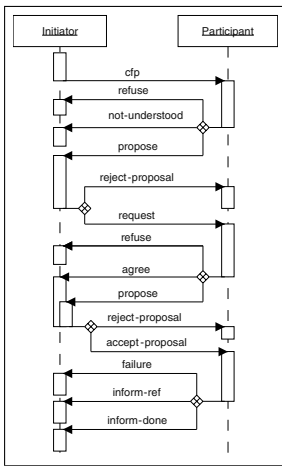 Initiator
Participant
cfp
refuse
not-understood
propose
reject-proposal
request
refuse
agree
propose
reject-proposal
accept-proposal
failure
inform-ref
inform-done